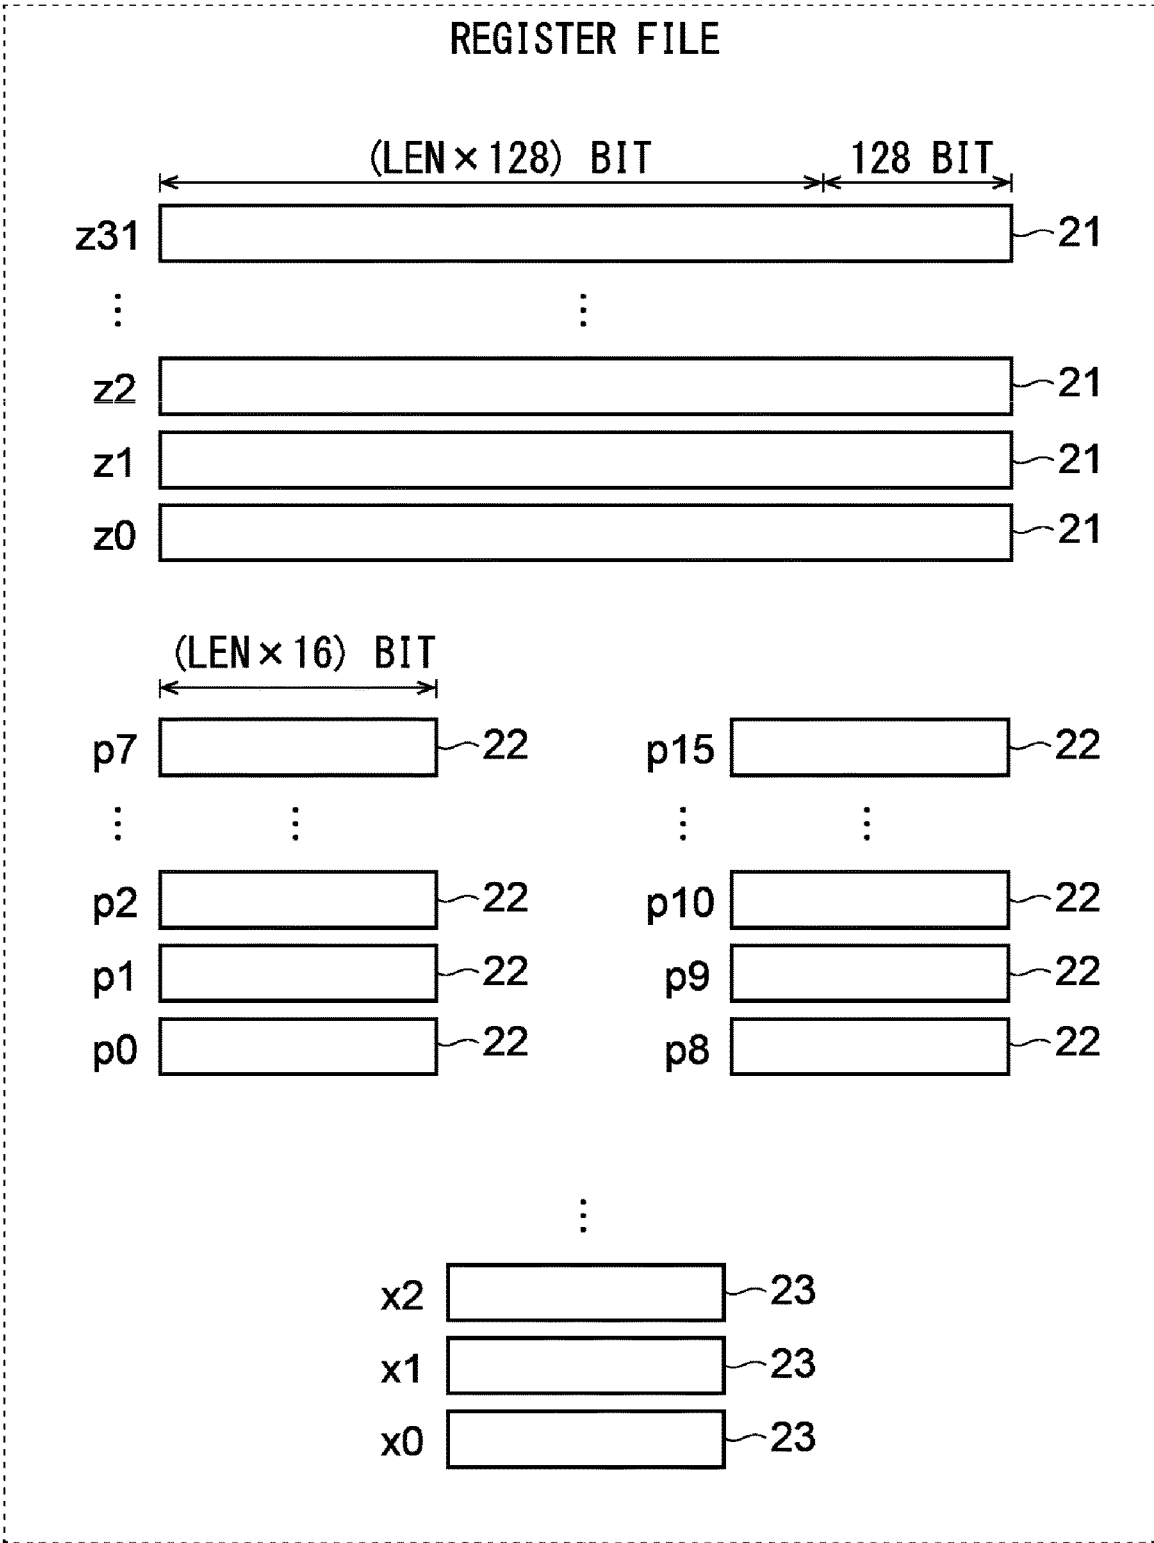 REGISTER FILE
(LEN×128) BIT 128 BIT
z31 21
⋮ ⋮
z2 21
z1 21
z0 21
(LEN×16) BIT
p7 22 p15 22
⋮ ⋮ ⋮ ⋮
p2 22 p10 22
p1 22 p9 22
p0 22 p8 22
⋮
x2 23
x1 23
x0 23